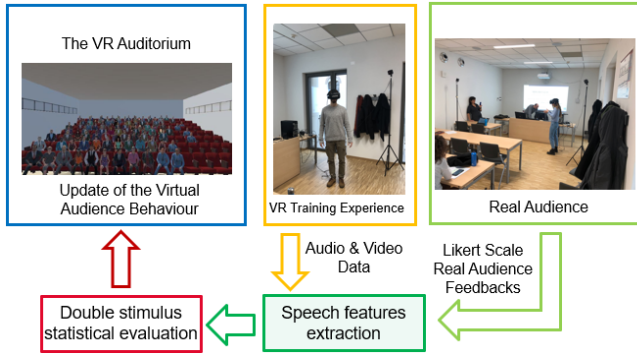 The VR Auditorium
Update of the Virtual
Audience Behaviour
VR Training Experience
Real Audience
Audio & Video
Data
Likert Scale
Real Audience
Feedbacks
Double stimulus
statistical evaluation
Speech features
extraction